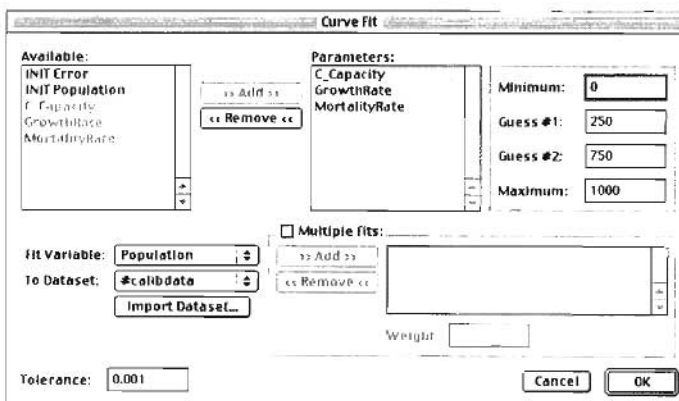 Curve Fit
Available:
INIT Error
INIT Population
C_Capacity
GrowthRate
MortalityRate
>> Add >>
<< Remove <<
Parameters:
C_Capacity
GrowthRate
MortalityRate
Minimum: 0
Guess #1: 250
Guess #2: 750
Maximum: 1000
Fit Variable: Population
To Dataset: #calibdata
Import Dataset...
Multiple fits:
>> Add >>
<< Remove <<
Weight
Tolerance: 0.001
Cancel
OK